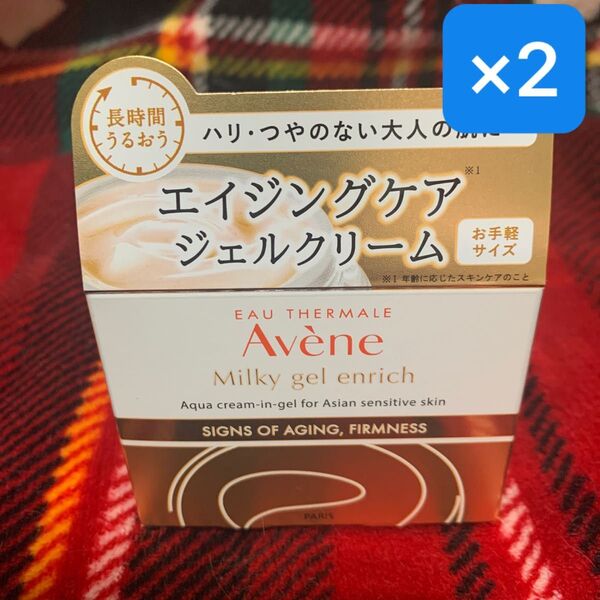 ×2
長時間
うるおう
ハリ・つやのない大人の肌に
エイジングケア※1
ジェルクリーム
お手軽
サイズ
※1 年齢に応じたスキンケアのこと
EAU THERMALE
Avène
Milky gel enrich
Aqua cream-in-gel for Asian sensitive skin
SIGNS OF AGING, FIRMNESS
PARIS